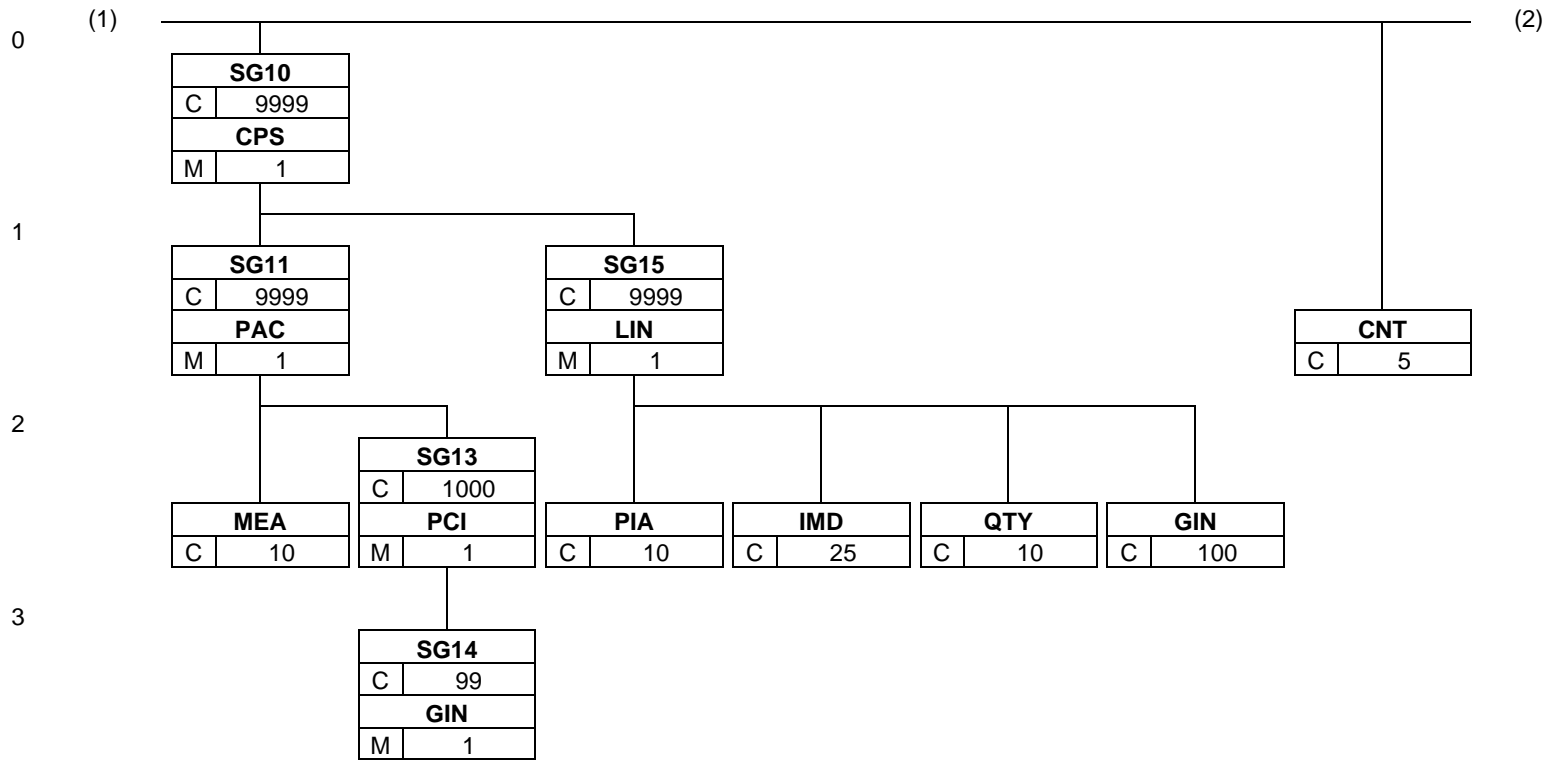 (1) (2)
0
SG10
C 9999
CPS
M 1
1
SG11 SG15
C 9999 C 9999
PAC LIN CNT
M 1 M 1 C 5
2
SG13
C 1000
MEA PCI PIA IMD QTY GIN
C 10 M 1 C 10 C 25 C 10 C 100
3
SG14
C 99
GIN
M 1